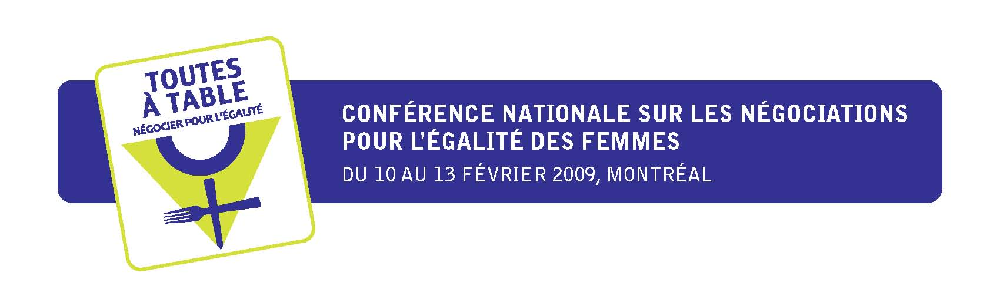 TOUTES
À TABLE
NÉGOCIER POUR L'ÉGALITÉ
CONFÉRENCE NATIONALE SUR LES NÉGOCIATIONS
POUR L’ÉGALITÉ DES FEMMES
DU 10 AU 13 FÉVRIER 2009, MONTRÉAL